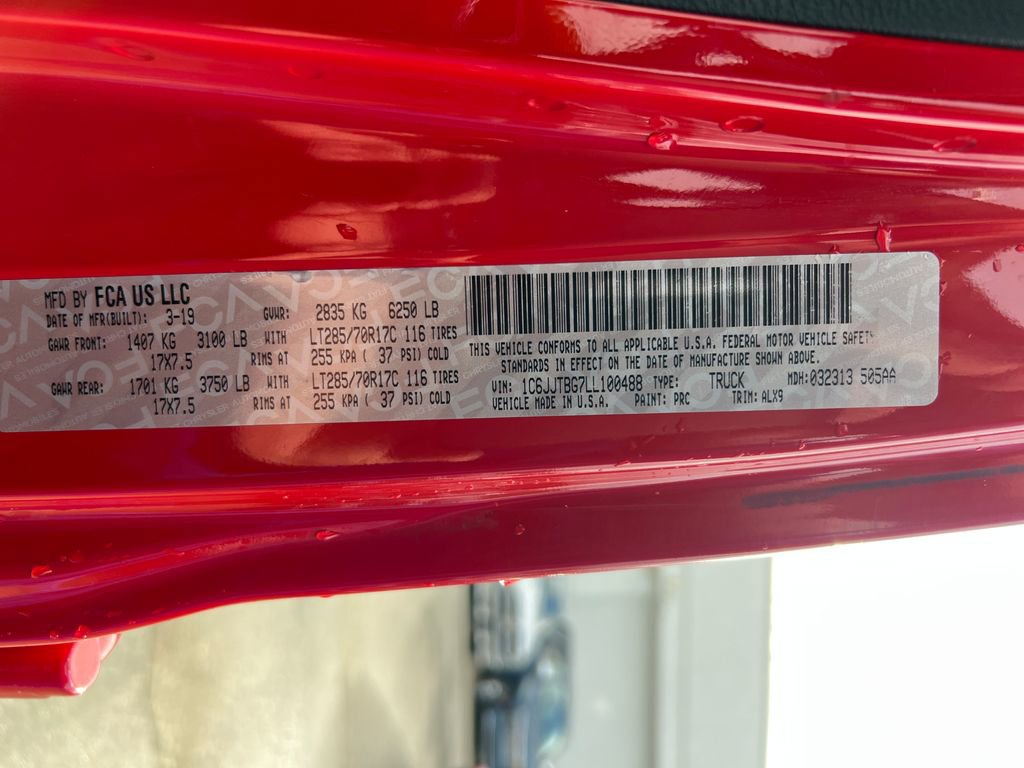 MFD BY FCA US LLC
DATE OF MFR(BUILT): 3-19 GVWR: 2835 KG 6250 LB
GAWR FRONT: 1407 KG 3100 LB WITH LT285/70R17C 116 TIRES
17X7.5 RIMS AT 255 KPA ( 37 PSI) COLD
GAWR REAR: 1701 KG 3750 LB WITH LT285/70R17C 116 TIRES
17X7.5 RIMS AT 255 KPA ( 37 PSI) COLD
THIS VEHICLE CONFORMS TO ALL APPLICABLE U.S.A. FEDERAL MOTOR VEHICLE SAFETY
STANDARDS IN EFFECT ON THE DATE OF MANUFACTURE SHOWN ABOVE.
VIN: 1C6JJTBG7LL100488 TYPE: TRUCK MDH: 032313 505AA
VEHICLE MADE IN U.S.A. PAINT: PRC TRIM: ALX9